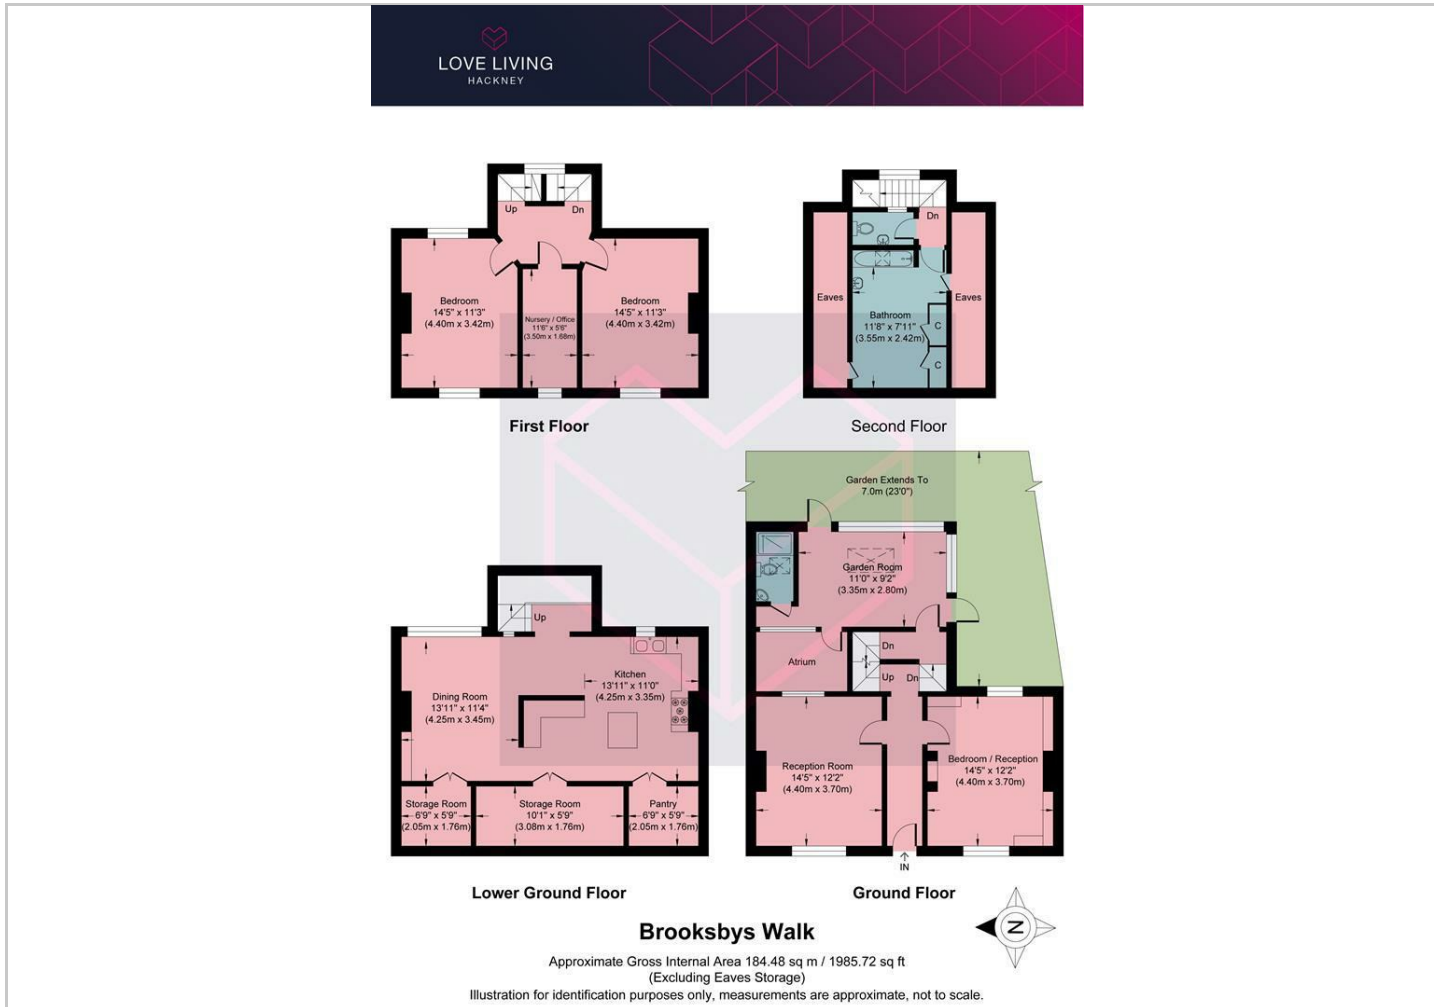 LOVE LIVING
HACKNEY
Up
Dn
Bedroom
14'5" x 11'3"
(4.40m x 3.42m)
Nursery / Office
11'6" x 5'6"
(3.50m x 1.68m)
Bedroom
14'5" x 11'3"
(4.40m x 3.42m)
First Floor
Dn
Eaves
Eaves
Bathroom
11'8" x 7'11"
(3.55m x 2.42m)
C
C
Second Floor
Garden Extends To
7.0m (23'0")
Garden Room
11'0" x 9'2"
(3.35m x 2.80m)
Atrium
Dn
Up
Dn
Reception Room
14'5" x 12'2"
(4.40m x 3.70m)
Bedroom / Reception
14'5" x 12'2"
(4.40m x 3.70m)
IN
Ground Floor
Up
Kitchen
13'11" x 11'0"
(4.25m x 3.35m)
Dining Room
13'11" x 11'4"
(4.25m x 3.45m)
Storage Room
6'9" x 5'9"
(2.05m x 1.76m)
Storage Room
10'1" x 5'9"
(3.08m x 1.76m)
Pantry
6'9" x 5'9"
(2.05m x 1.76m)
Lower Ground Floor
N
Brooksbys Walk
Approximate Gross Internal Area 184.48 sq m / 1985.72 sq ft
(Excluding Eaves Storage)
Illustration for identification purposes only, measurements are approximate, not to scale.